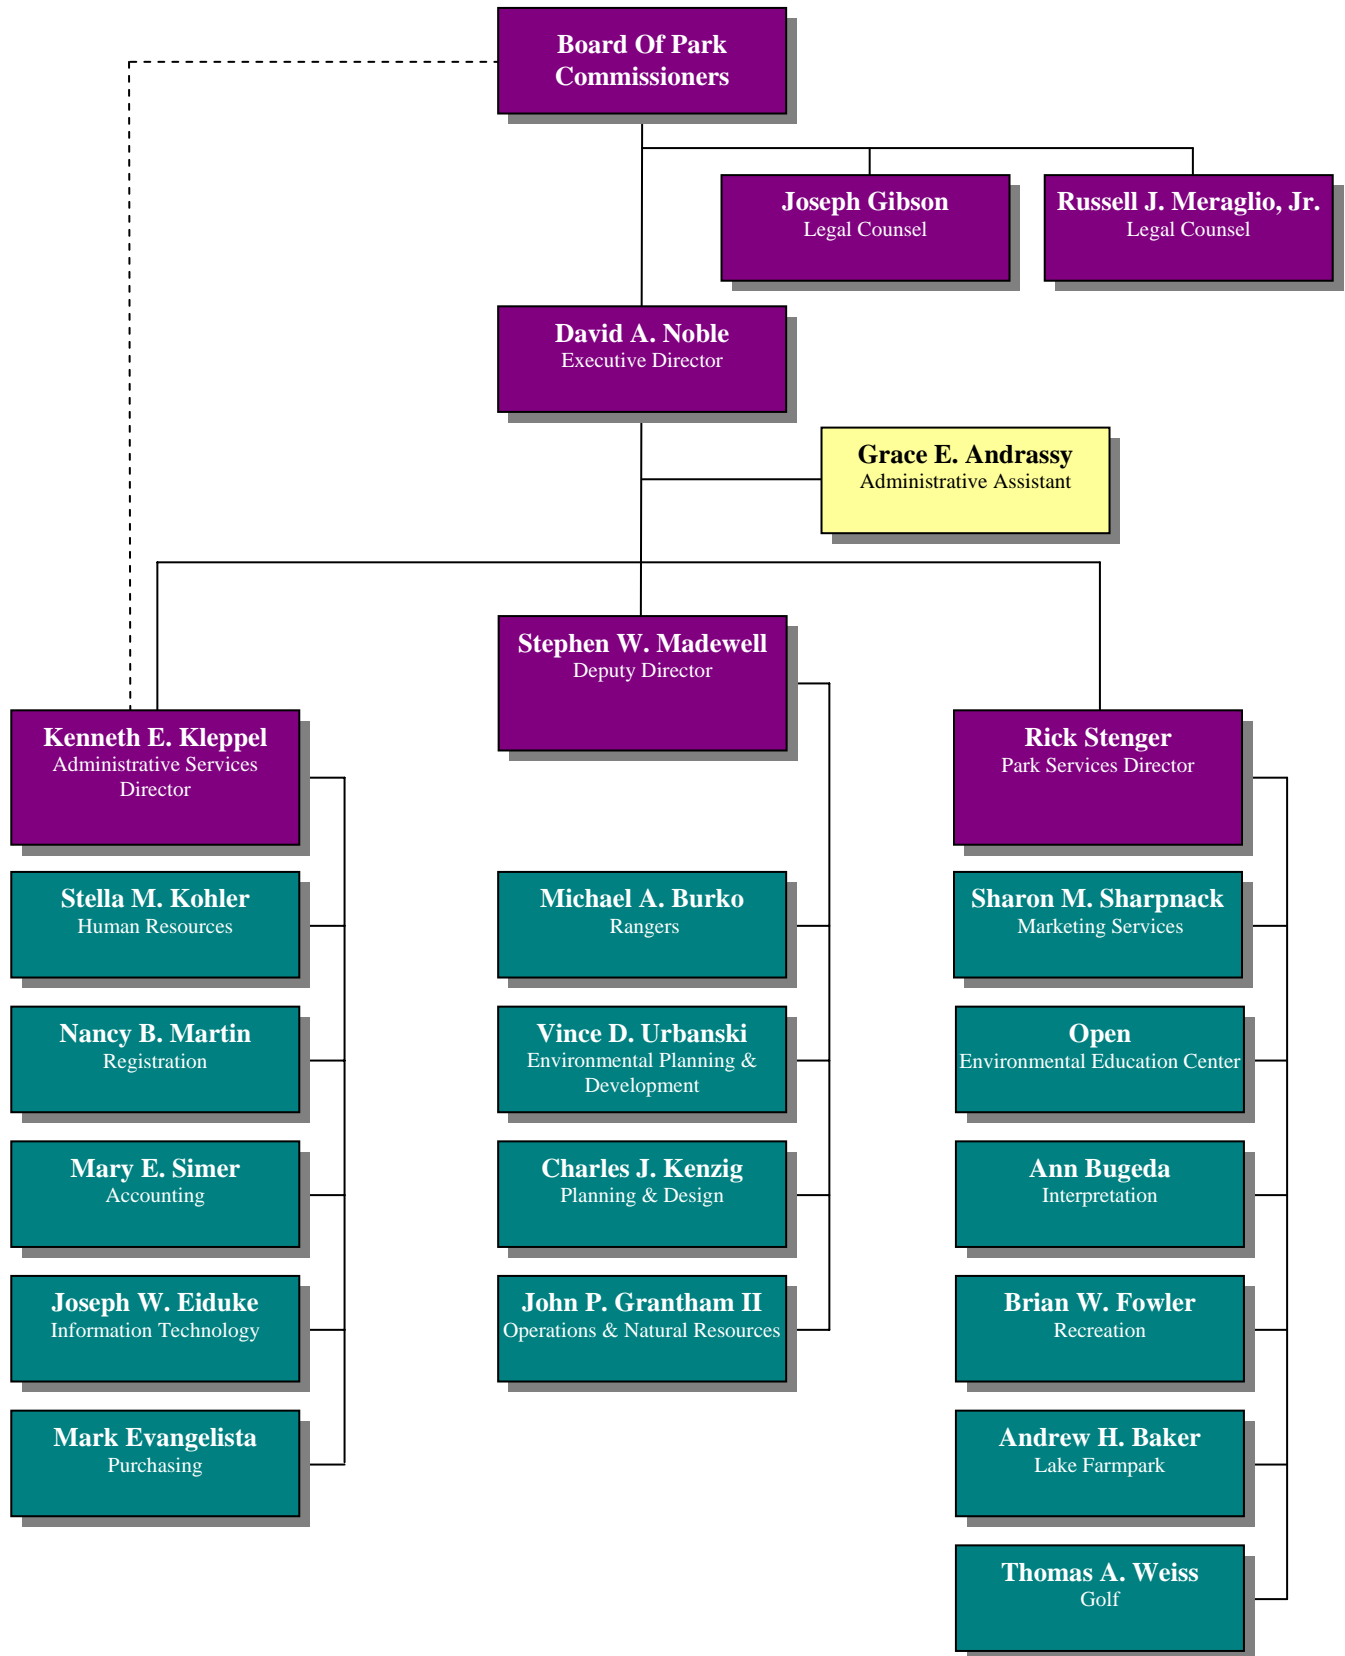 Board Of Park
Commissioners
Joseph Gibson
Legal Counsel
Russell J. Meraglio, Jr.
Legal Counsel
David A. Noble
Executive Director
Grace E. Andrassy
Administrative Assistant
Stephen W. Madewell
Deputy Director
Kenneth E. Kleppel
Administrative Services
Director
Rick Stenger
Park Services Director
Stella M. Kohler
Human Resources
Michael A. Burko
Rangers
Sharon M. Sharpnack
Marketing Services
Nancy B. Martin
Registration
Vince D. Urbanski
Environmental Planning &
Development
Open
Environmental Education Center
Mary E. Simer
Accounting
Charles J. Kenzig
Planning & Design
Ann Bugeda
Interpretation
Joseph W. Eiduke
Information Technology
John P. Grantham II
Operations & Natural Resources
Brian W. Fowler
Recreation
Mark Evangelista
Purchasing
Andrew H. Baker
Lake Farmpark
Thomas A. Weiss
Golf